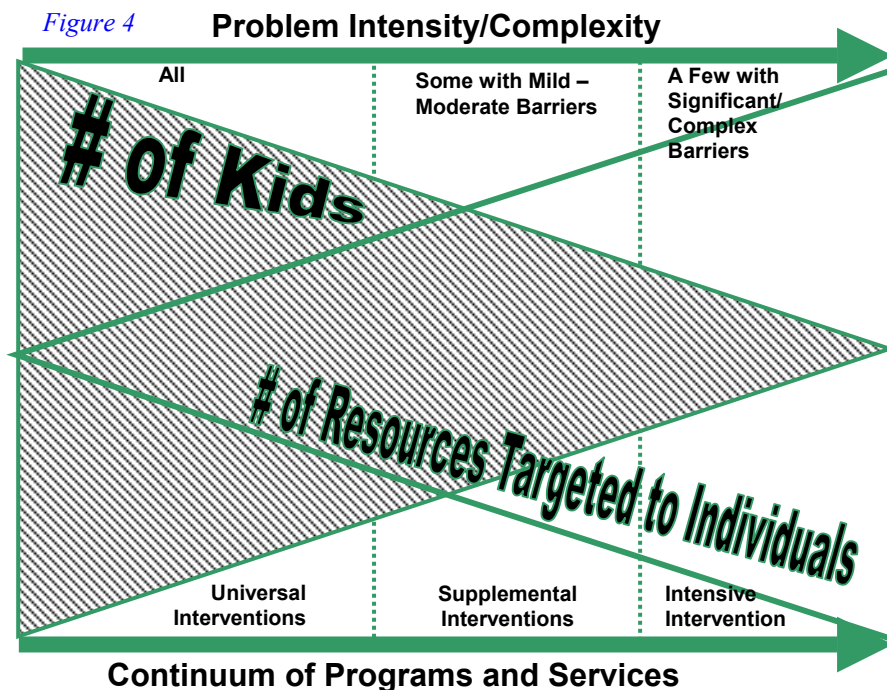 Figure 4
Problem Intensity/Complexity
All
Some with Mild –
Moderate Barriers
A Few with
Significant/
Complex
Barriers
# of Kids
# of Resources Targeted to Individuals
Universal
Interventions
Supplemental
Interventions
Intensive
Intervention
Continuum of Programs and Services